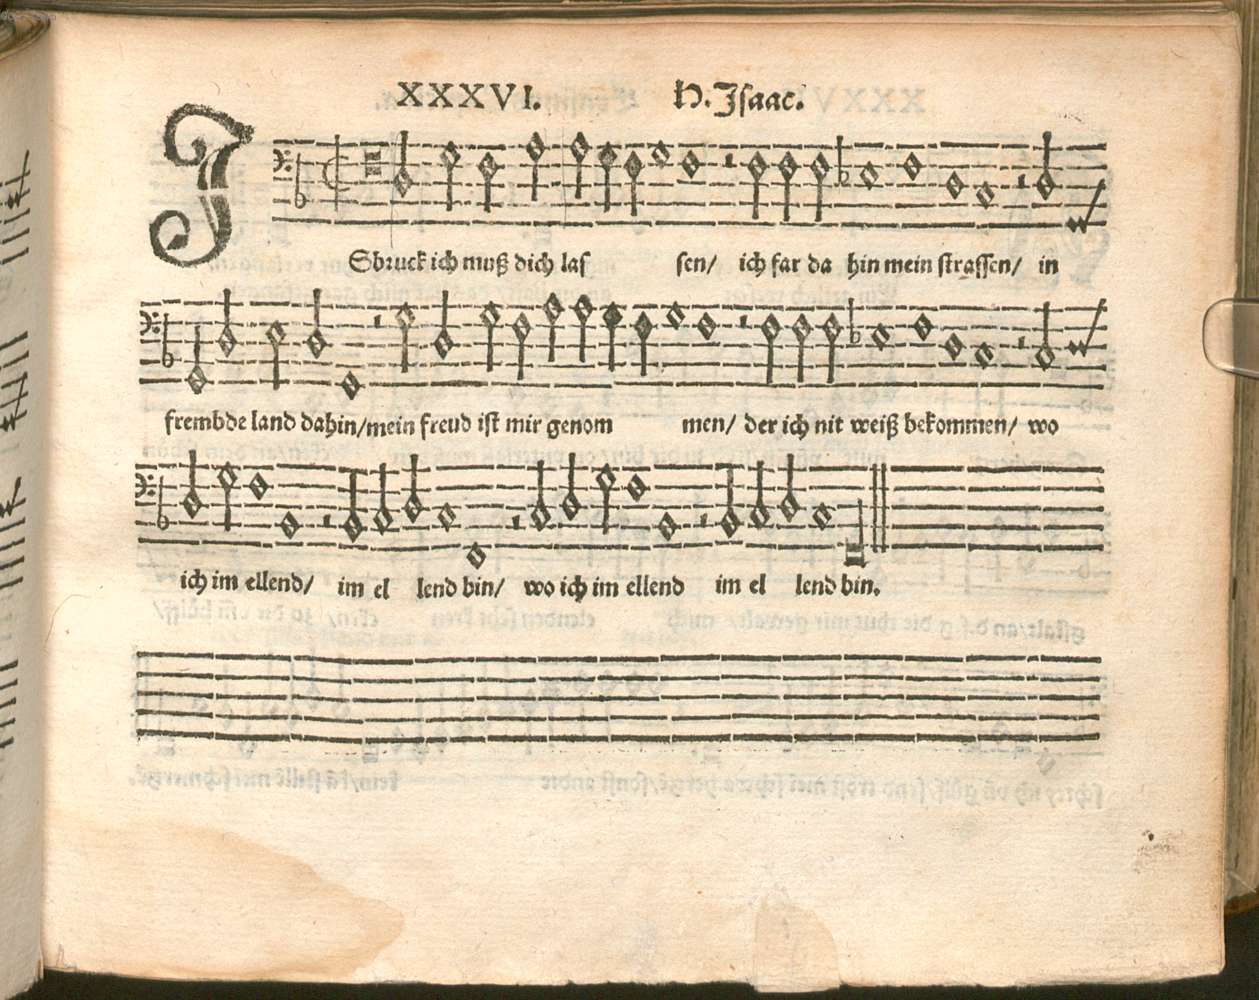 XXXVI. H. Jsaac.
JSbruck ich muß dich las sen/ ich far da hin mein strassen/ in
frembde land dahin/mein freud ist mir genom men/ der ich nit weiß bekommen/ wo
ich im ellend/ im el lend bin/ wo ich im ellend im el lend bin.